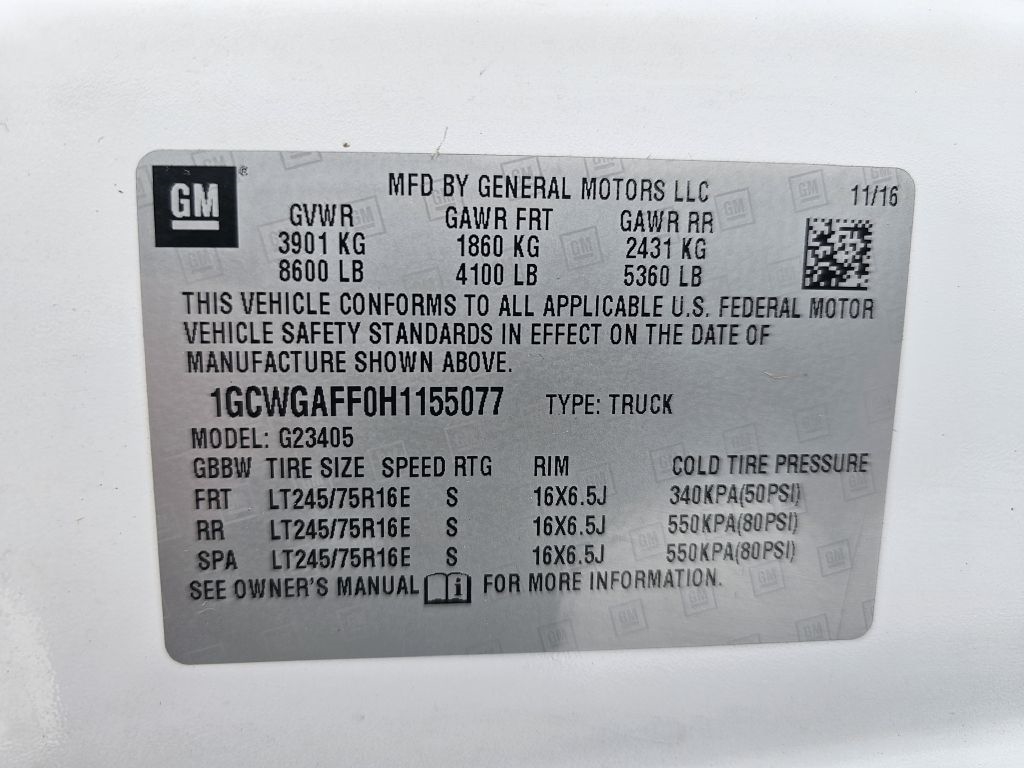 GM
MFD BY GENERAL MOTORS LLC 11/16
GVWR GAWR FRT GAWR RR
3901 KG 1860 KG 2431 KG
8600 LB 4100 LB 5360 LB
THIS VEHICLE CONFORMS TO ALL APPLICABLE U.S. FEDERAL MOTOR
VEHICLE SAFETY STANDARDS IN EFFECT ON THE DATE OF
MANUFACTURE SHOWN ABOVE.
1GCWGAFF0H1155077 TYPE: TRUCK
MODEL: G23405
GBBW TIRE SIZE SPEED RTG RIM COLD TIRE PRESSURE
FRT LT245/75R16E S 16X6.5J 340KPA(50PSI)
RR LT245/75R16E S 16X6.5J 550KPA(80PSI)
SPA LT245/75R16E S 16X6.5J 550KPA(80PSI)
SEE OWNER'S MANUAL i FOR MORE INFORMATION.